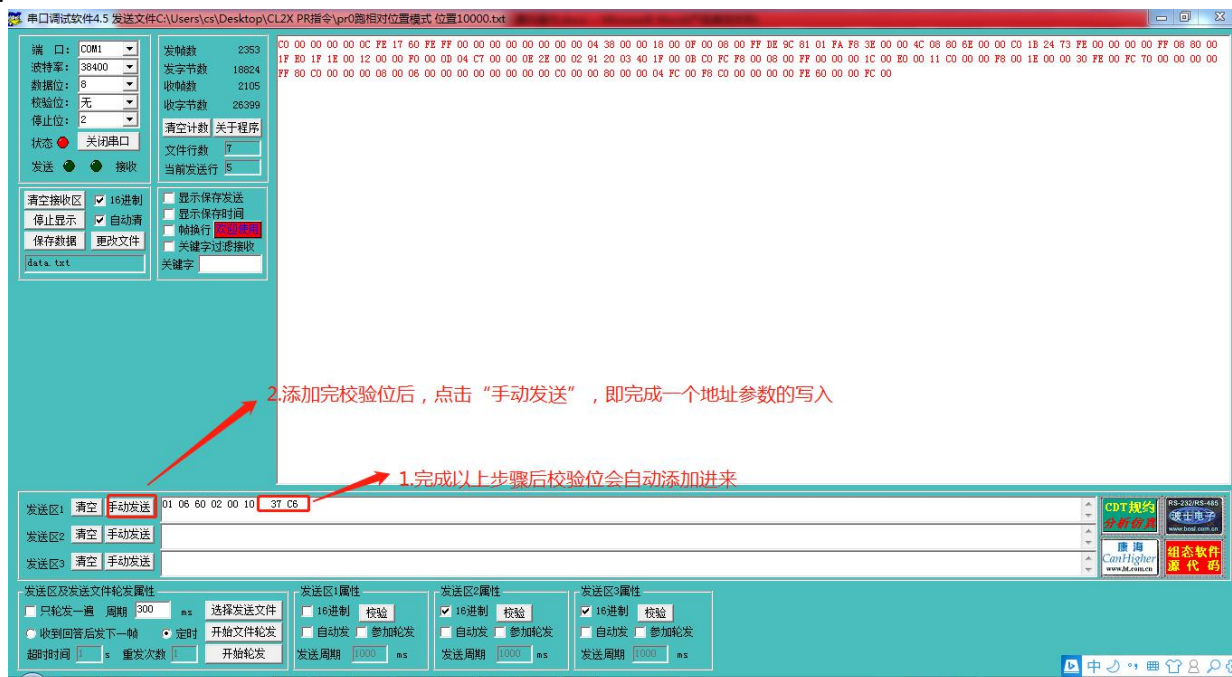 串口调试软件4.5 发送文件C:\Users\cs\Desktop\CL2X PR指令\pr0跑相对位置模式 位置10000.txt
端 口： COM1
波特率： 38400
数据位： 8
校验位： 无
停止位： 2
状态 关闭串口
发送 接收
发帧数 2353
发字节数 18824
收帧数 2105
收字节数 26399
清空计数 关于程序
文件行数 7
当前发送行 5
C0 00 00 00 00 0C FE 17 60 FE FF 00 00 00 00 00 00 00 00 00 04 38 00 00 18 00 0F 00 08 00 FF DE 9C 81 01 FA F8 3E 00 00 4C 08 80 6E 00 00 C0 1B 24 73 FE 00 00 00 00 FF 08 80 00
1F E0 1F 1E 00 12 00 00 F0 00 0D 04 C7 00 00 0E 2E 00 02 91 20 03 40 1F 00 0B C0 FC F8 00 08 00 FF 00 00 00 1C 00 E0 00 11 C0 00 00 F8 00 1E 00 00 30 FE 00 FC 70 00 00 00 00
FF 80 C0 00 00 00 08 00 06 00 00 00 00 00 00 C0 00 00 80 00 00 04 FC 00 F8 C0 00 00 00 00 FE 60 00 00 FC 00
清空接收区 16进制
停止显示 自动清
保存数据 更改文件
data.txt
显示保存发送
显示保存时间
帧换行 欢迎使用
关键字过滤接收
关键字
2.添加完校验位后，点击“手动发送”，即完成一个地址参数的写入
1.完成以上步骤后校验位会自动添加进来
发送区1 清空 手动发送 01 06 60 02 00 10 37 C6
发送区2 清空 手动发送
发送区3 清空 手动发送
CDT规约
分析仿真
RS-232/RS-485
波士电子
www.bosi.com.cn
康海
CanHigher
组态软件
源代码
发送区及发送文件轮发属性
只轮发一遍 周期 300 ms 选择发送文件
收到回答后发下一帧 定时 开始文件轮发
超时时间 1 s 重发次数 1 开始轮发
发送区1属性
16进制 校验
自动发 参加轮发
发送周期 1000 ms
发送区2属性
16进制 校验
自动发 参加轮发
发送周期 1000 ms
发送区3属性
16进制 校验
自动发 参加轮发
发送周期 1000 ms
中